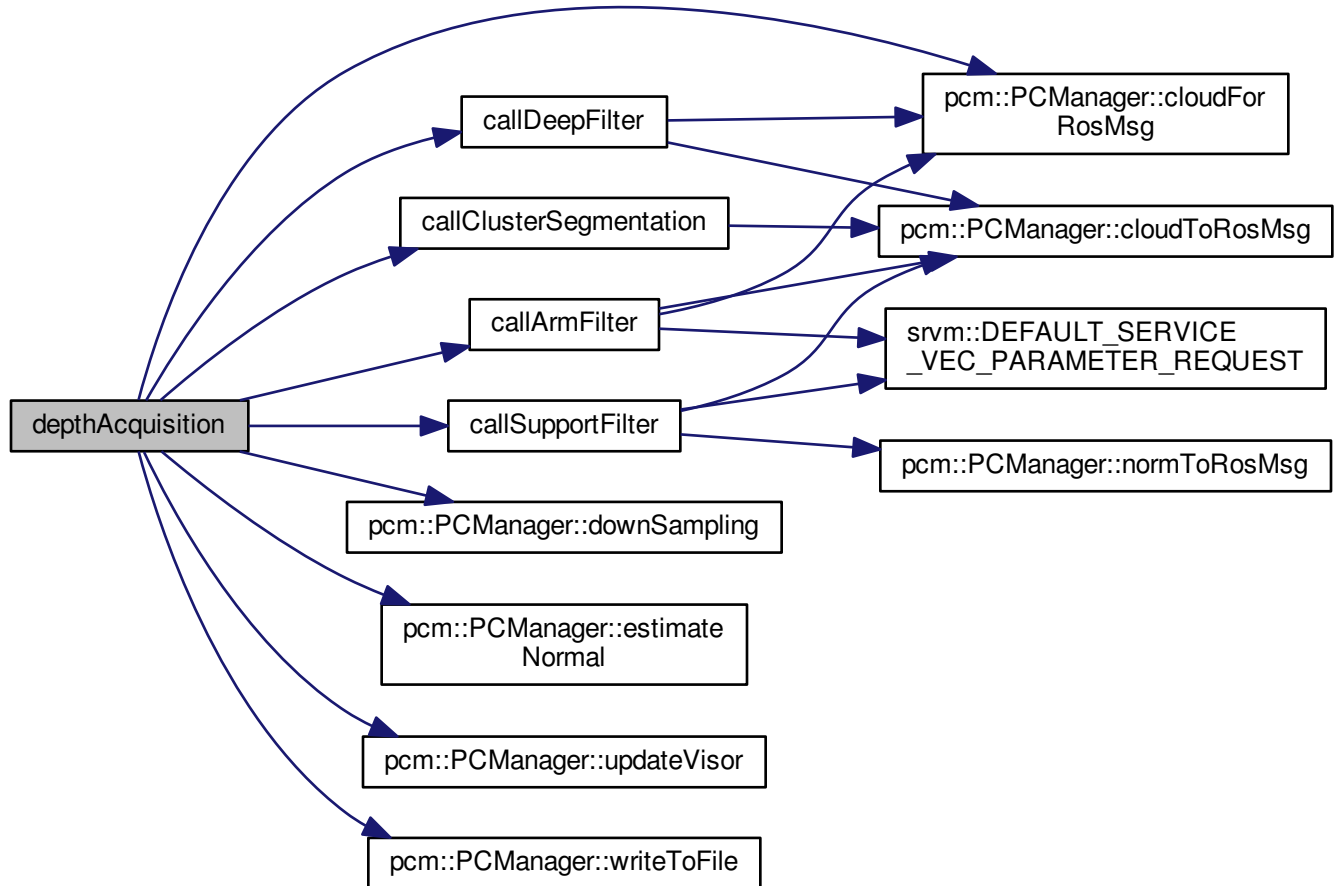 pcm::PCManager::cloudFor
RosMsg
callDeepFilter
callClusterSegmentation
pcm::PCManager::cloudToRosMsg
callArmFilter
srvm::DEFAULT_SERVICE
_VEC_PARAMETER_REQUEST
depthAcquisition
callSupportFilter
pcm::PCManager::normToRosMsg
pcm::PCManager::downSampling
pcm::PCManager::estimate
Normal
pcm::PCManager::updateVisor
pcm::PCManager::writeToFile